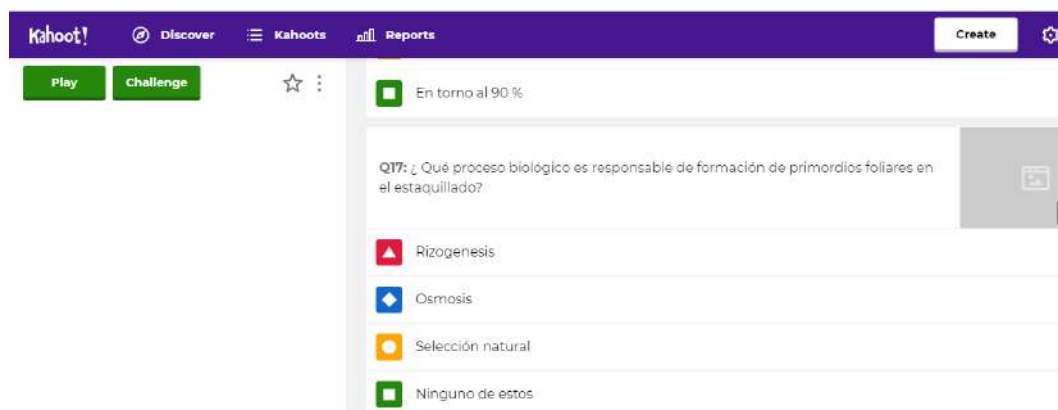 Kahoot! Discover Kahoots Reports Create
Play Challenge
En torno al 90 %
Q17: ¿ Qué proceso biológico es responsable de formación de primordios foliares en
el estaquillado?
Rizogenesis
Osmosis
Selección natural
Ninguno de estos